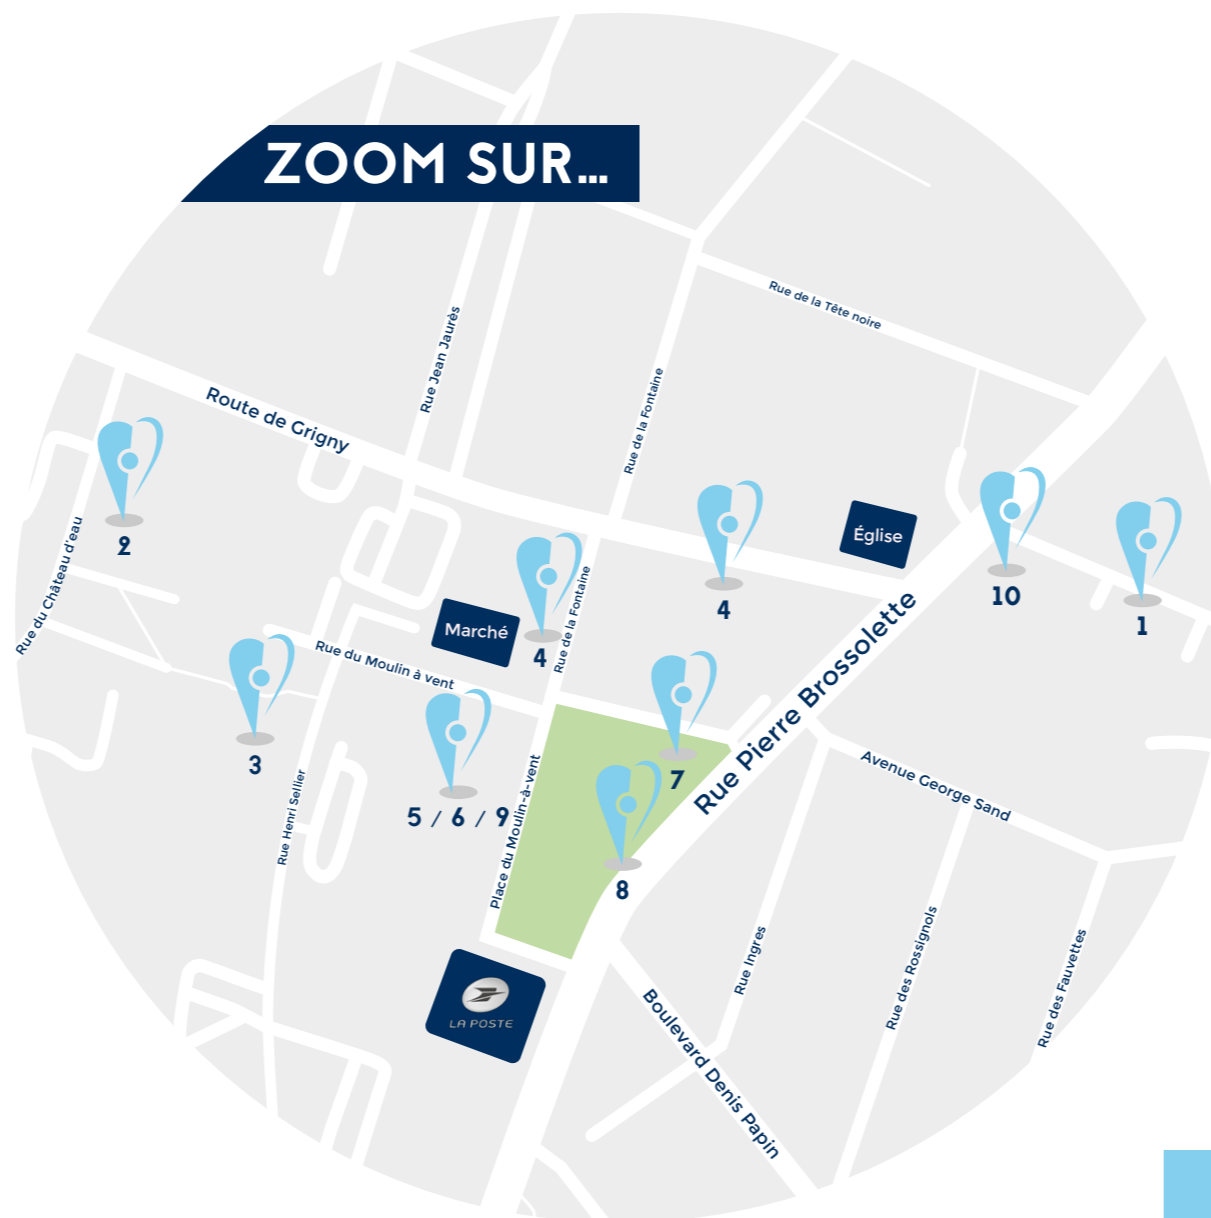 ZOOM SUR...
Rue de la Tête noire
Rue Jean Jaurès
Rue de la Fontaine
Route de Grigny
2
Rue du Château d'eau
4
Église
10
1
Marché
4
Rue de la Fontaine
Rue du Moulin à vent
3
5 / 6 / 9
7
Rue Pierre Brossolette
Avenue George Sand
Rue Henri Sellier
Place du Moulin-à-vent
8
LA POSTE
Rue Ingres
Rue des Rossignols
Rue des Fauvettes
Boulevard Denis Papin